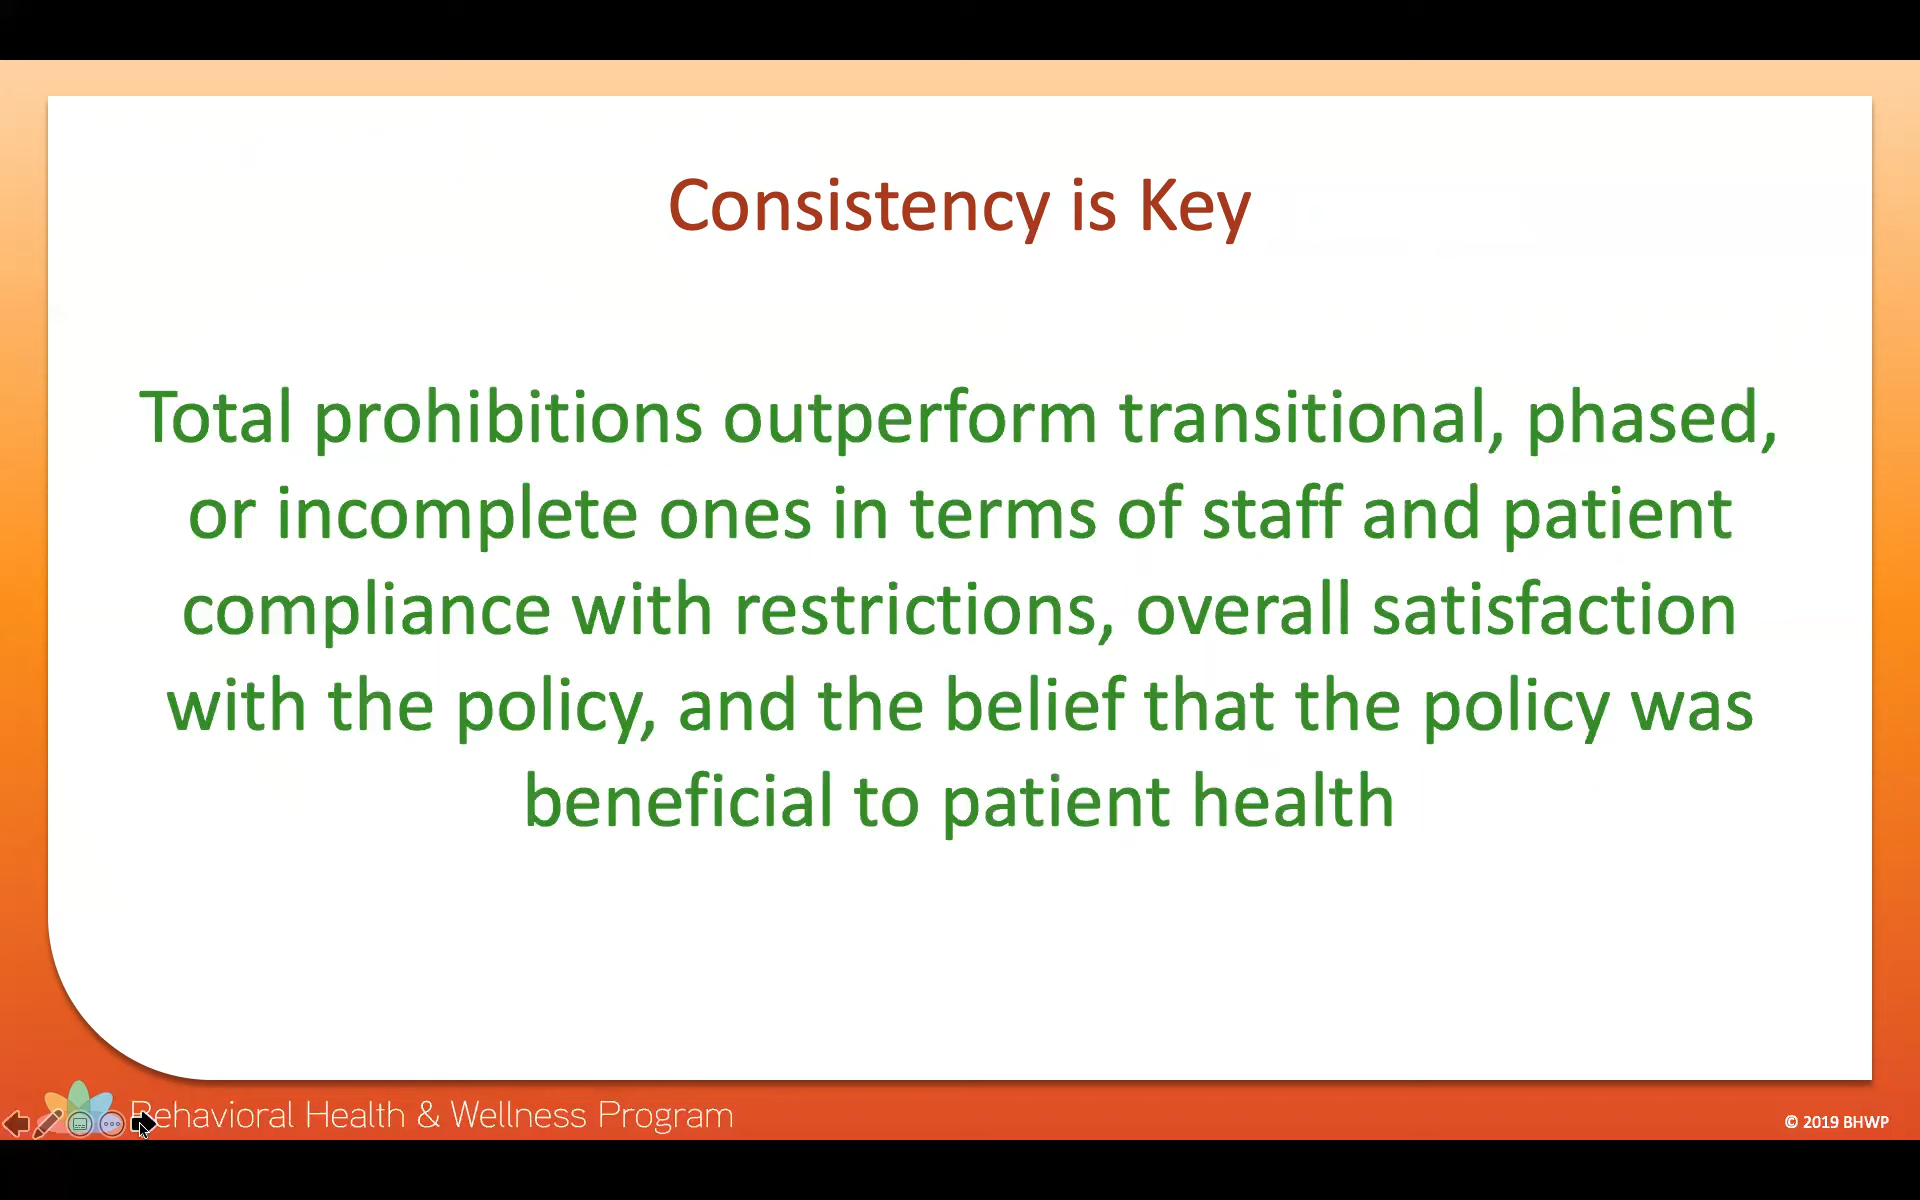 Consistency is Key
Total prohibitions outperform transitional, phased,
or incomplete ones in terms of staff and patient
compliance with restrictions, overall satisfaction
with the policy, and the belief that the policy was
beneficial to patient health
Behavioral Health & Wellness Program
© 2019 BHWP